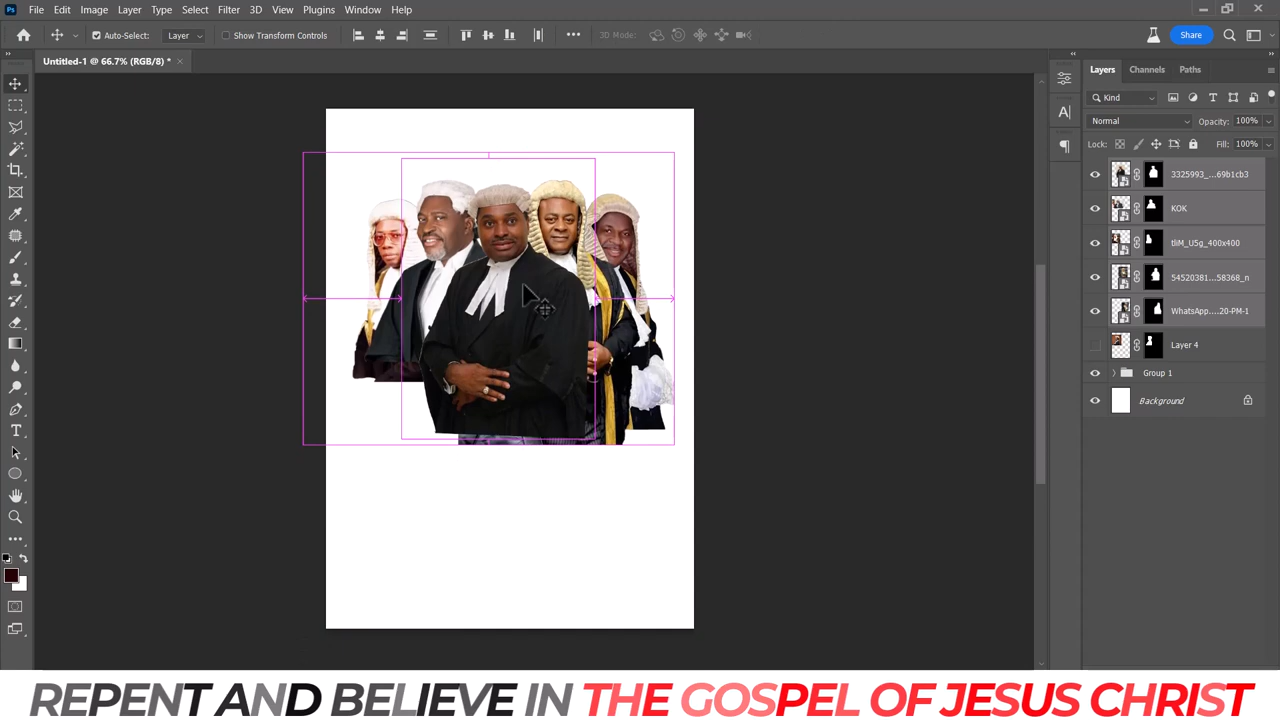 Ps File Edit Image Layer Type Select Filter 3D View Plugins Window Help
Auto-Select: Layer Show Transform Controls 3D Mode: Share
Untitled-1 @ 66.7% (RGB/8) *
Layers Channels Paths
Kind
Normal Opacity: 100%
Lock: Fill: 100%
3325993_...69b1cb3
KOK
tliM_U5g_400x400
54520381...58368_n
WhatsApp....20-PM-1
Layer 4
Group 1
Background
REPENT AND BELIEVE IN THE GOSPEL OF JESUS CHRIST